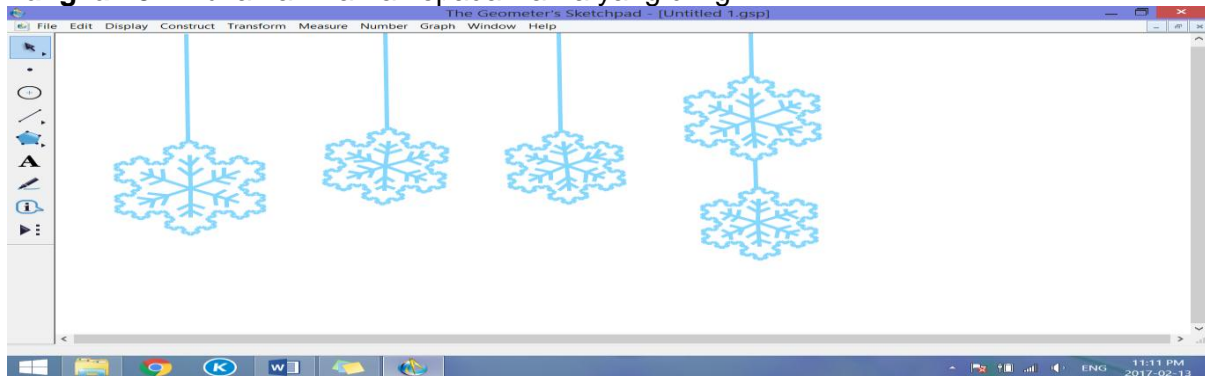 The Geometer's Sketchpad - [Untitled 1.gsp]
File Edit Display Construct Transform Measure Number Graph Window Help
A
K
W
ENG
11:11 PM
2017-02-13